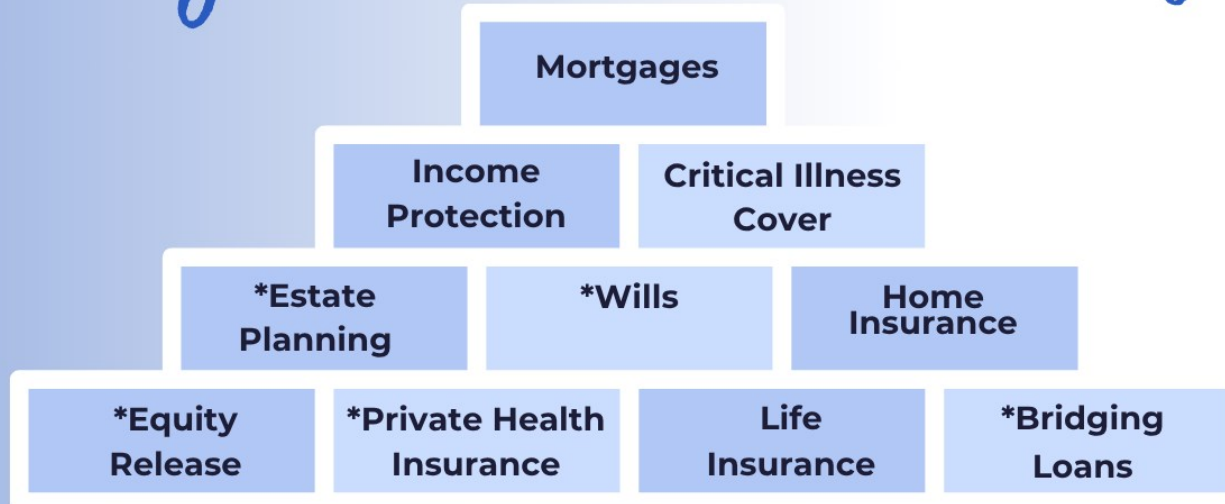 Mortgages
Income
Protection
Critical Illness
Cover
*Estate
Planning
*Wills
Home
Insurance
*Equity
Release
*Private Health
Insurance
Life
Insurance
*Bridging
Loans